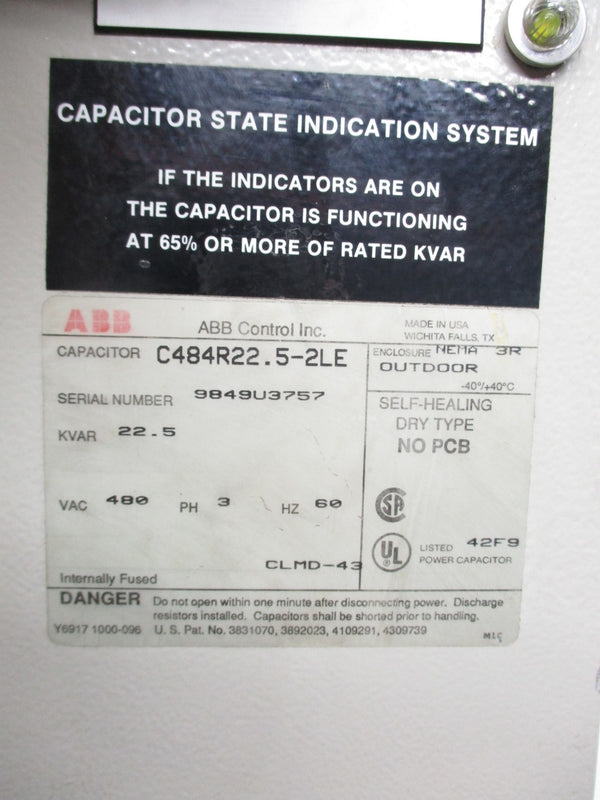 CAPACITOR STATE INDICATION SYSTEM
IF THE INDICATORS ARE ON
THE CAPACITOR IS FUNCTIONING
AT 65% OR MORE OF RATED KVAR
ABB
ABB Control Inc.
MADE IN USA
WICHITA FALLS, TX
CAPACITOR C484R22.5-2LE
ENCLOSURE NEMA 3R
OUTDOOR
-40°/+40°C
SERIAL NUMBER 9849U3757
KVAR 22.5
SELF-HEALING
DRY TYPE
NO PCB
VAC 480 PH 3 HZ 60
SA
UL
LISTED 42F9
POWER CAPACITOR
CLMD-43
Internally Fused
DANGER Do not open within one minute after disconnecting power. Discharge
resistors installed. Capacitors shall be shorted prior to handling.
Y6917 1000-096 U. S. Pat. No. 3831070, 3892023, 4109291, 4309739
MLC